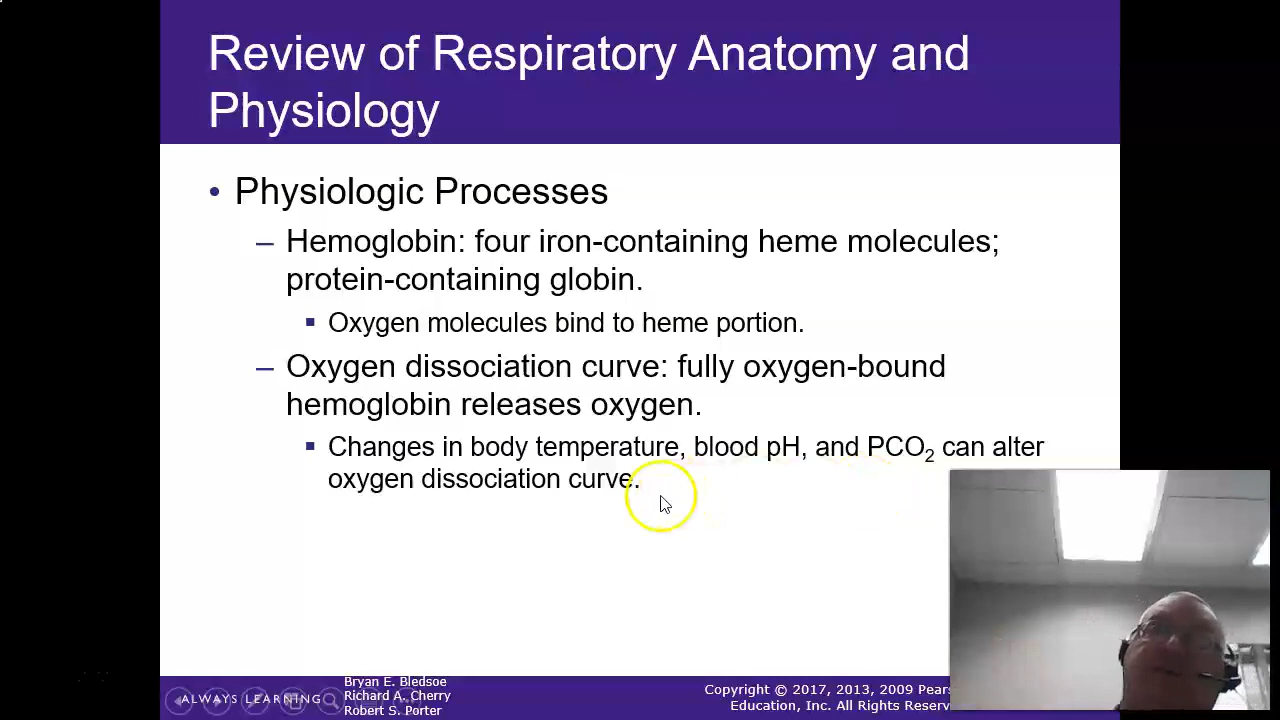 Review of Respiratory Anatomy and
Physiology
• Physiologic Processes
– Hemoglobin: four iron-containing heme molecules;
protein-containing globin.
▪ Oxygen molecules bind to heme portion.
– Oxygen dissociation curve: fully oxygen-bound
hemoglobin releases oxygen.
▪ Changes in body temperature, blood pH, and PCO₂ can alter
oxygen dissociation curve.
ALWAYS LEARNING
Bryan E. Bledsoe
Richard A. Cherry
Robert S. Porter
Copyright © 2017, 2013, 2009
Education, Inc. All Rights